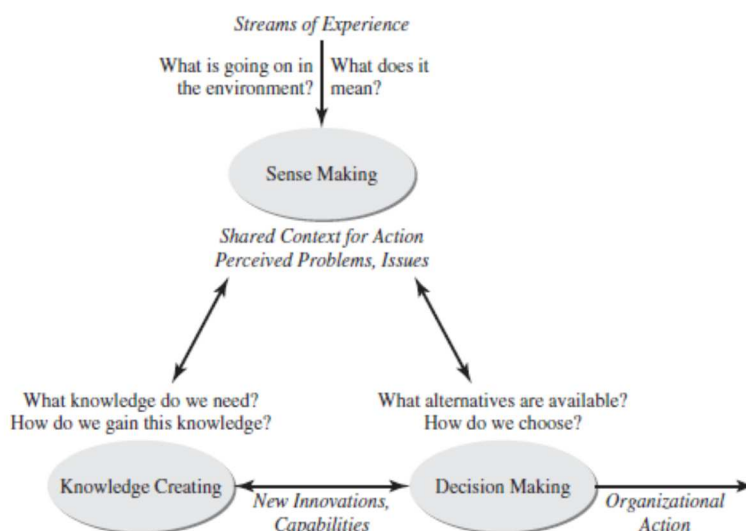 Streams of Experience
What is going on in
the environment?
What does it
mean?
Sense Making
Shared Context for Action
Perceived Problems, Issues
What knowledge do we need?
How do we gain this knowledge?
What alternatives are available?
How do we choose?
Knowledge Creating
New Innovations,
Capabilities
Decision Making
Organizational
Action